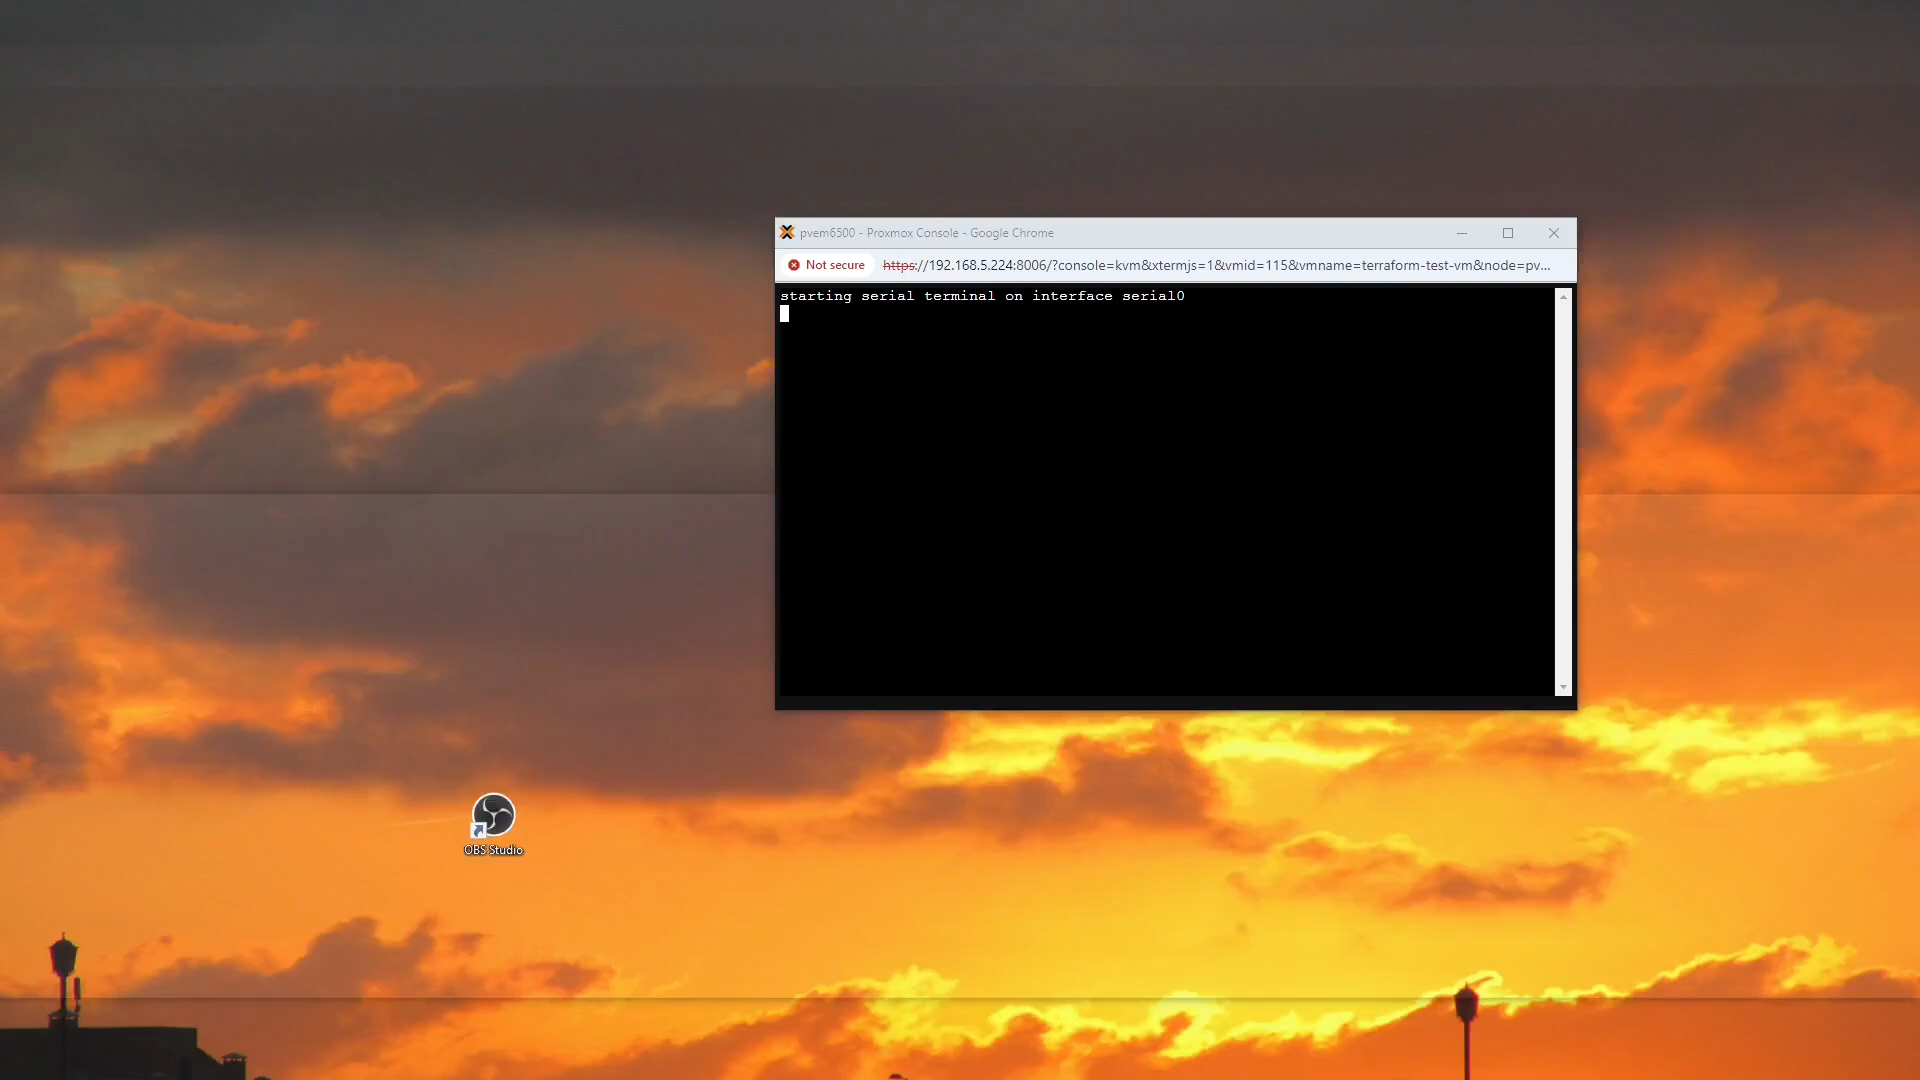 pvem6500 - Proxmox Console - Google Chrome
Not secure https://192.168.5.224:8006/?console=kvm&xtermjs=1&vmid=115&vmname=terraform-test-vm&node=pv...
starting serial terminal on interface serial0
OBS Studio